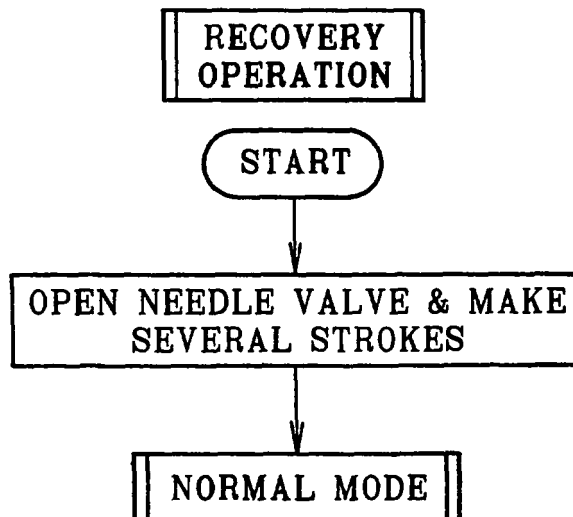 RECOVERY
OPERATION
START
OPEN NEEDLE VALVE & MAKE
SEVERAL STROKES
NORMAL MODE